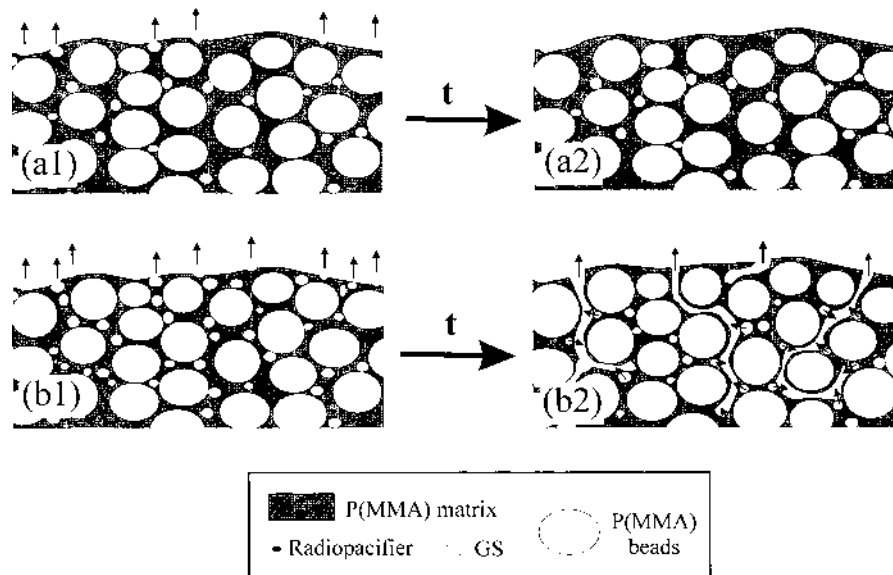 t
(a1)
(a2)
t
(b1)
(b2)
P(MMA) matrix
Radiopacifier
GS
P(MMA)
beads